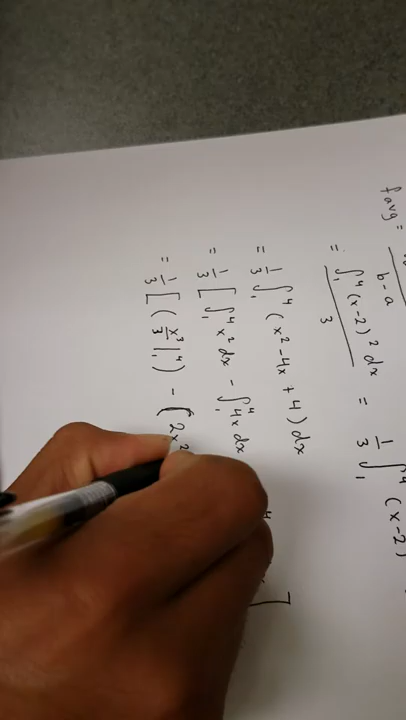 favg =
b-a
= ∫₁⁴ (x-2)² dx / 3 = 1/3 ∫₁⁴ (x-2)
= 1/3 ∫₁⁴ (x² - 4x + 4) dx
= 1/3 [ ∫₁⁴ x² dx - ∫₁⁴ 4x dx ]
= 1/3 [ ( x³/3 |₁⁴ ) - ( 2x²